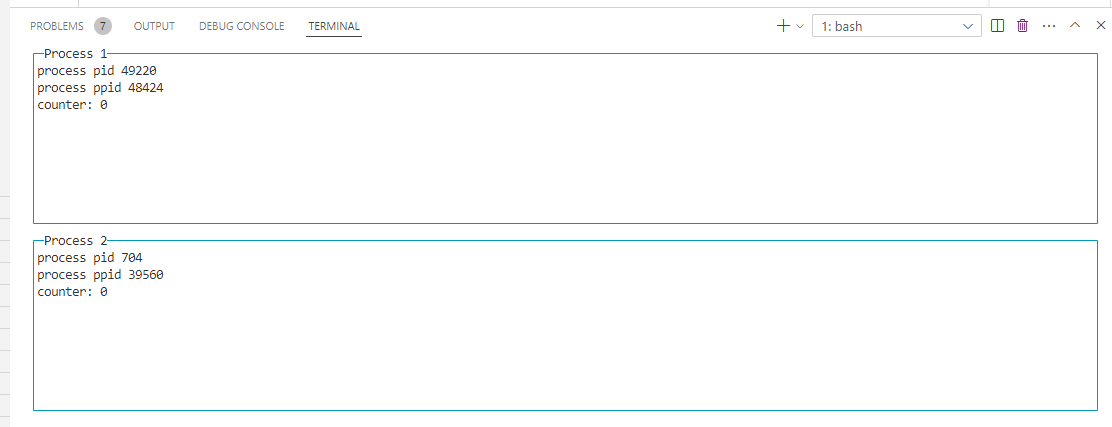 PROBLEMS 7 OUTPUT DEBUG CONSOLE TERMINAL 1: bash
Process 1
process pid 49220
process ppid 48424
counter: 0
Process 2
process pid 704
process ppid 39560
counter: 0